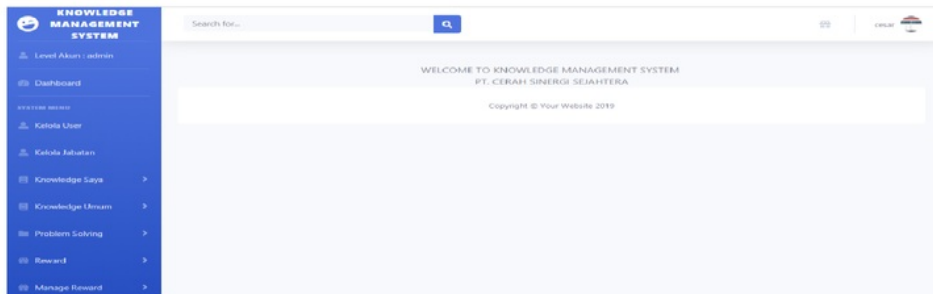 KNOWLEDGE
MANAGEMENT
SYSTEM
Search for...
cesar
Level Akun : admin
Dashboard
SYSTEM MENU
Kelola User
Kelola Jabatan
Knowledge Saya
Knowledge Umum
Problem Solving
Reward
Manage Reward
WELCOME TO KNOWLEDGE MANAGEMENT SYSTEM
PT. CERAH SINERGI SEJAHTERA
Copyright © Your Website 2019